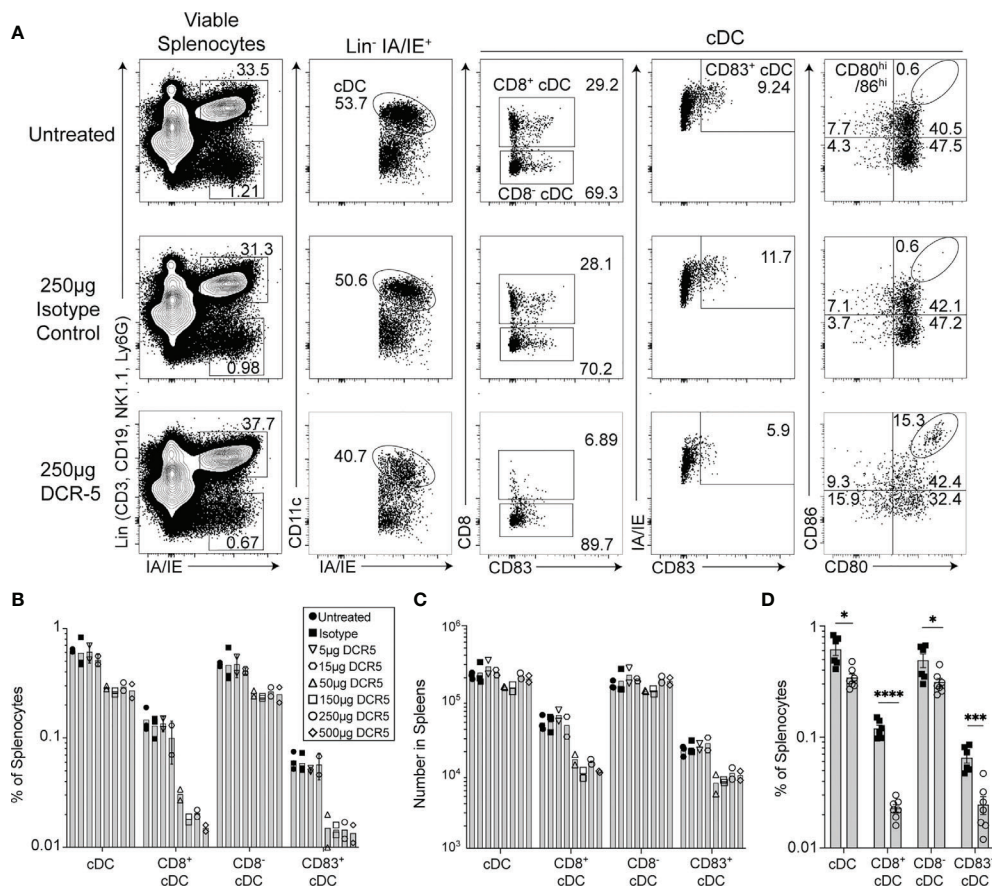 A
Viable
Splenocytes
Lin⁻ IA/IE⁺
cDC
Untreated
33.5
1.21
cDC
53.7
CD8⁺ cDC
29.2
CD8⁻ cDC
69.3
CD83⁺ cDC
9.24
CD80ʰⁱ
/86ʰⁱ
0.6
7.7
4.3
40.5
47.5
250µg
Isotype
Control
31.3
0.98
50.6
28.1
70.2
11.7
0.6
7.1
3.7
42.1
47.2
250µg
DCR-5
37.7
0.67
40.7
6.89
89.7
5.9
15.3
9.3
15.9
42.4
32.4
Lin (CD3, CD19, NK1.1, Ly6G)
IA/IE
CD11c
IA/IE
CD8
CD83
IA/IE
CD83
CD86
CD80
B
% of Splenocytes
1
0.1
0.01
cDC
CD8⁺
cDC
CD8⁻
cDC
CD83⁺
cDC
Untreated
Isotype
5µg DCR5
15µg DCR5
50µg DCR5
150µg DCR5
250µg DCR5
500µg DCR5
C
Number in Spleens
10⁶
10⁵
10⁴
10³
cDC
CD8⁺
cDC
CD8⁻
cDC
CD83⁺
cDC
D
% of Splenocytes
1
0.1
0.01
*
****
*
***
cDC
CD8⁺
cDC
CD8⁻
cDC
CD83⁺
cDC